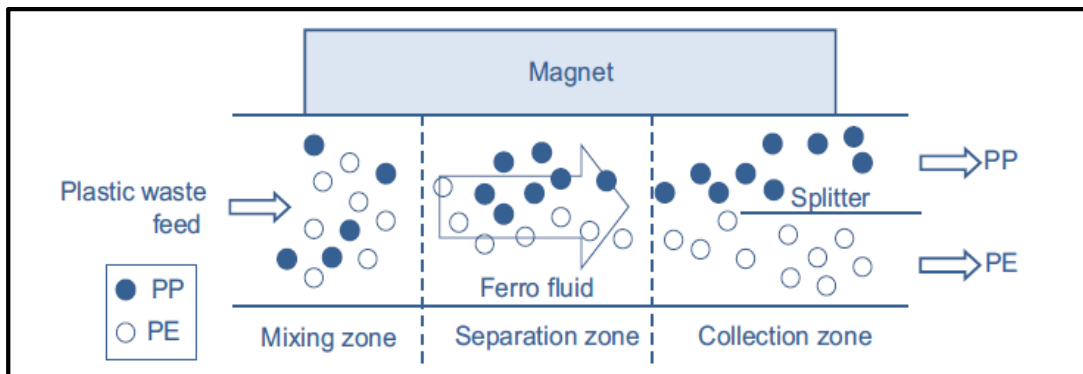 Magnet
Plastic waste
feed
PP
Splitter
PE
PP
PE
Ferro fluid
Mixing zone
Separation zone
Collection zone